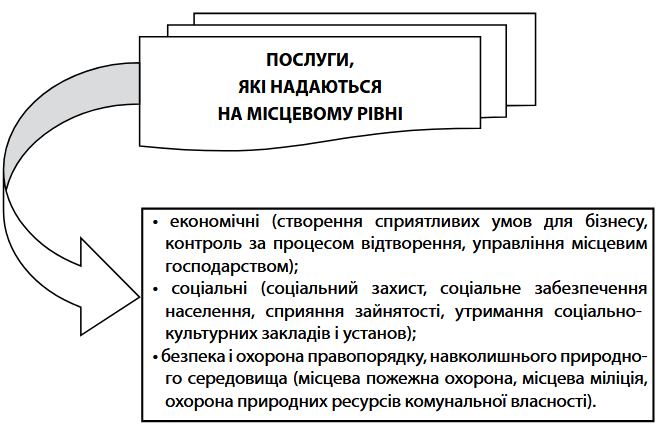 ПОСЛУГИ,
ЯКІ НАДАЮТЬСЯ
НА МІСЦЕВОМУ РІВНІ
• економічні (створення сприятливих умов для бізнесу,
контроль за процесом відтворення, управління місцевим
господарством);
• соціальні (соціальний захист, соціальне забезпечення
населення, сприяння зайнятості, утримання соціально-
культурних закладів і установ);
• безпека і охорона правопорядку, навколишнього природно-
го середовища (місцева пожежна охорона, місцева міліція,
охорона природних ресурсів комунальної власності).